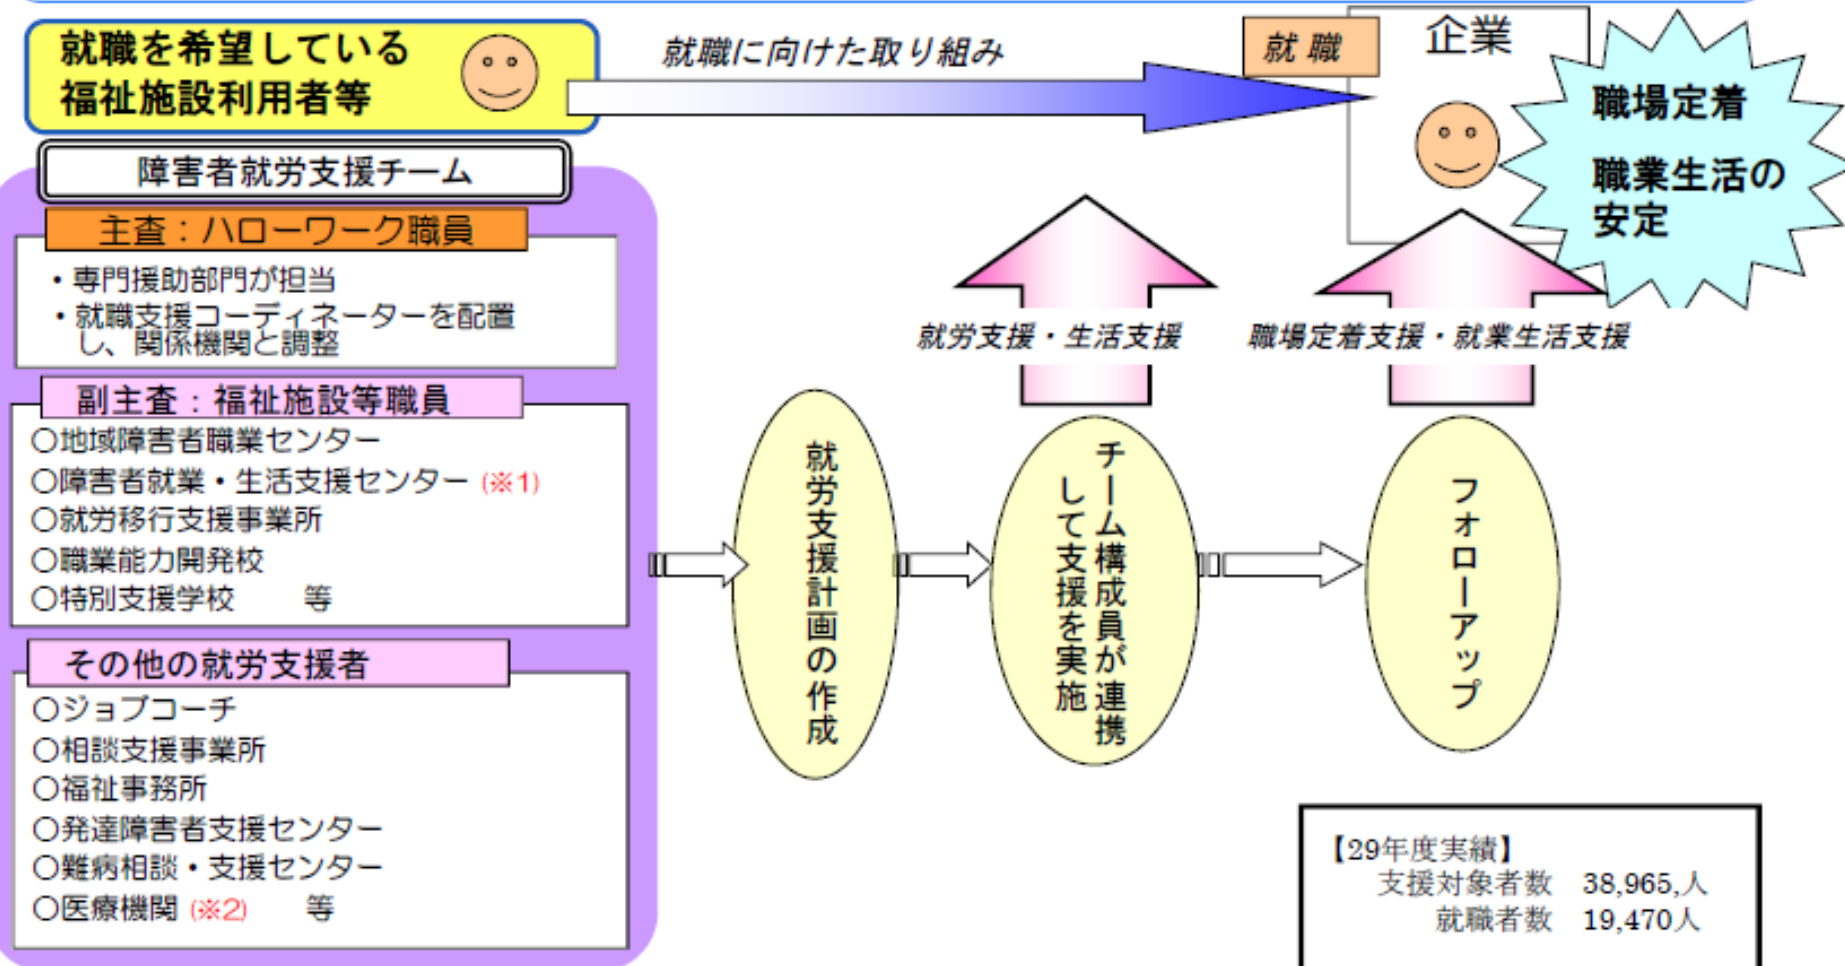 就職を希望している
福祉施設利用者等
就職に向けた取り組み
就 職
企業
職場定着
職業生活の
安定
障害者就労支援チーム
主査：ハローワーク職員
・専門援助部門が担当
・就職支援コーディネーターを配置
し、関係機関と調整
副主査：福祉施設等職員
○地域障害者職業センター
○障害者就業・生活支援センター (※1)
○就労移行支援事業所
○職業能力開発校
○特別支援学校　　等
その他の就労支援者
○ジョブコーチ
○相談支援事業所
○福祉事務所
○発達障害者支援センター
○難病相談・支援センター
○医療機関 (※2)　　等
就労支援計画の作成
就労支援・生活支援
チーム構成員が連携
して支援を実施
職場定着支援・就業生活支援
フォローアップ
【29年度実績】
支援対象者数　38,965,人
就職者数　19,470人